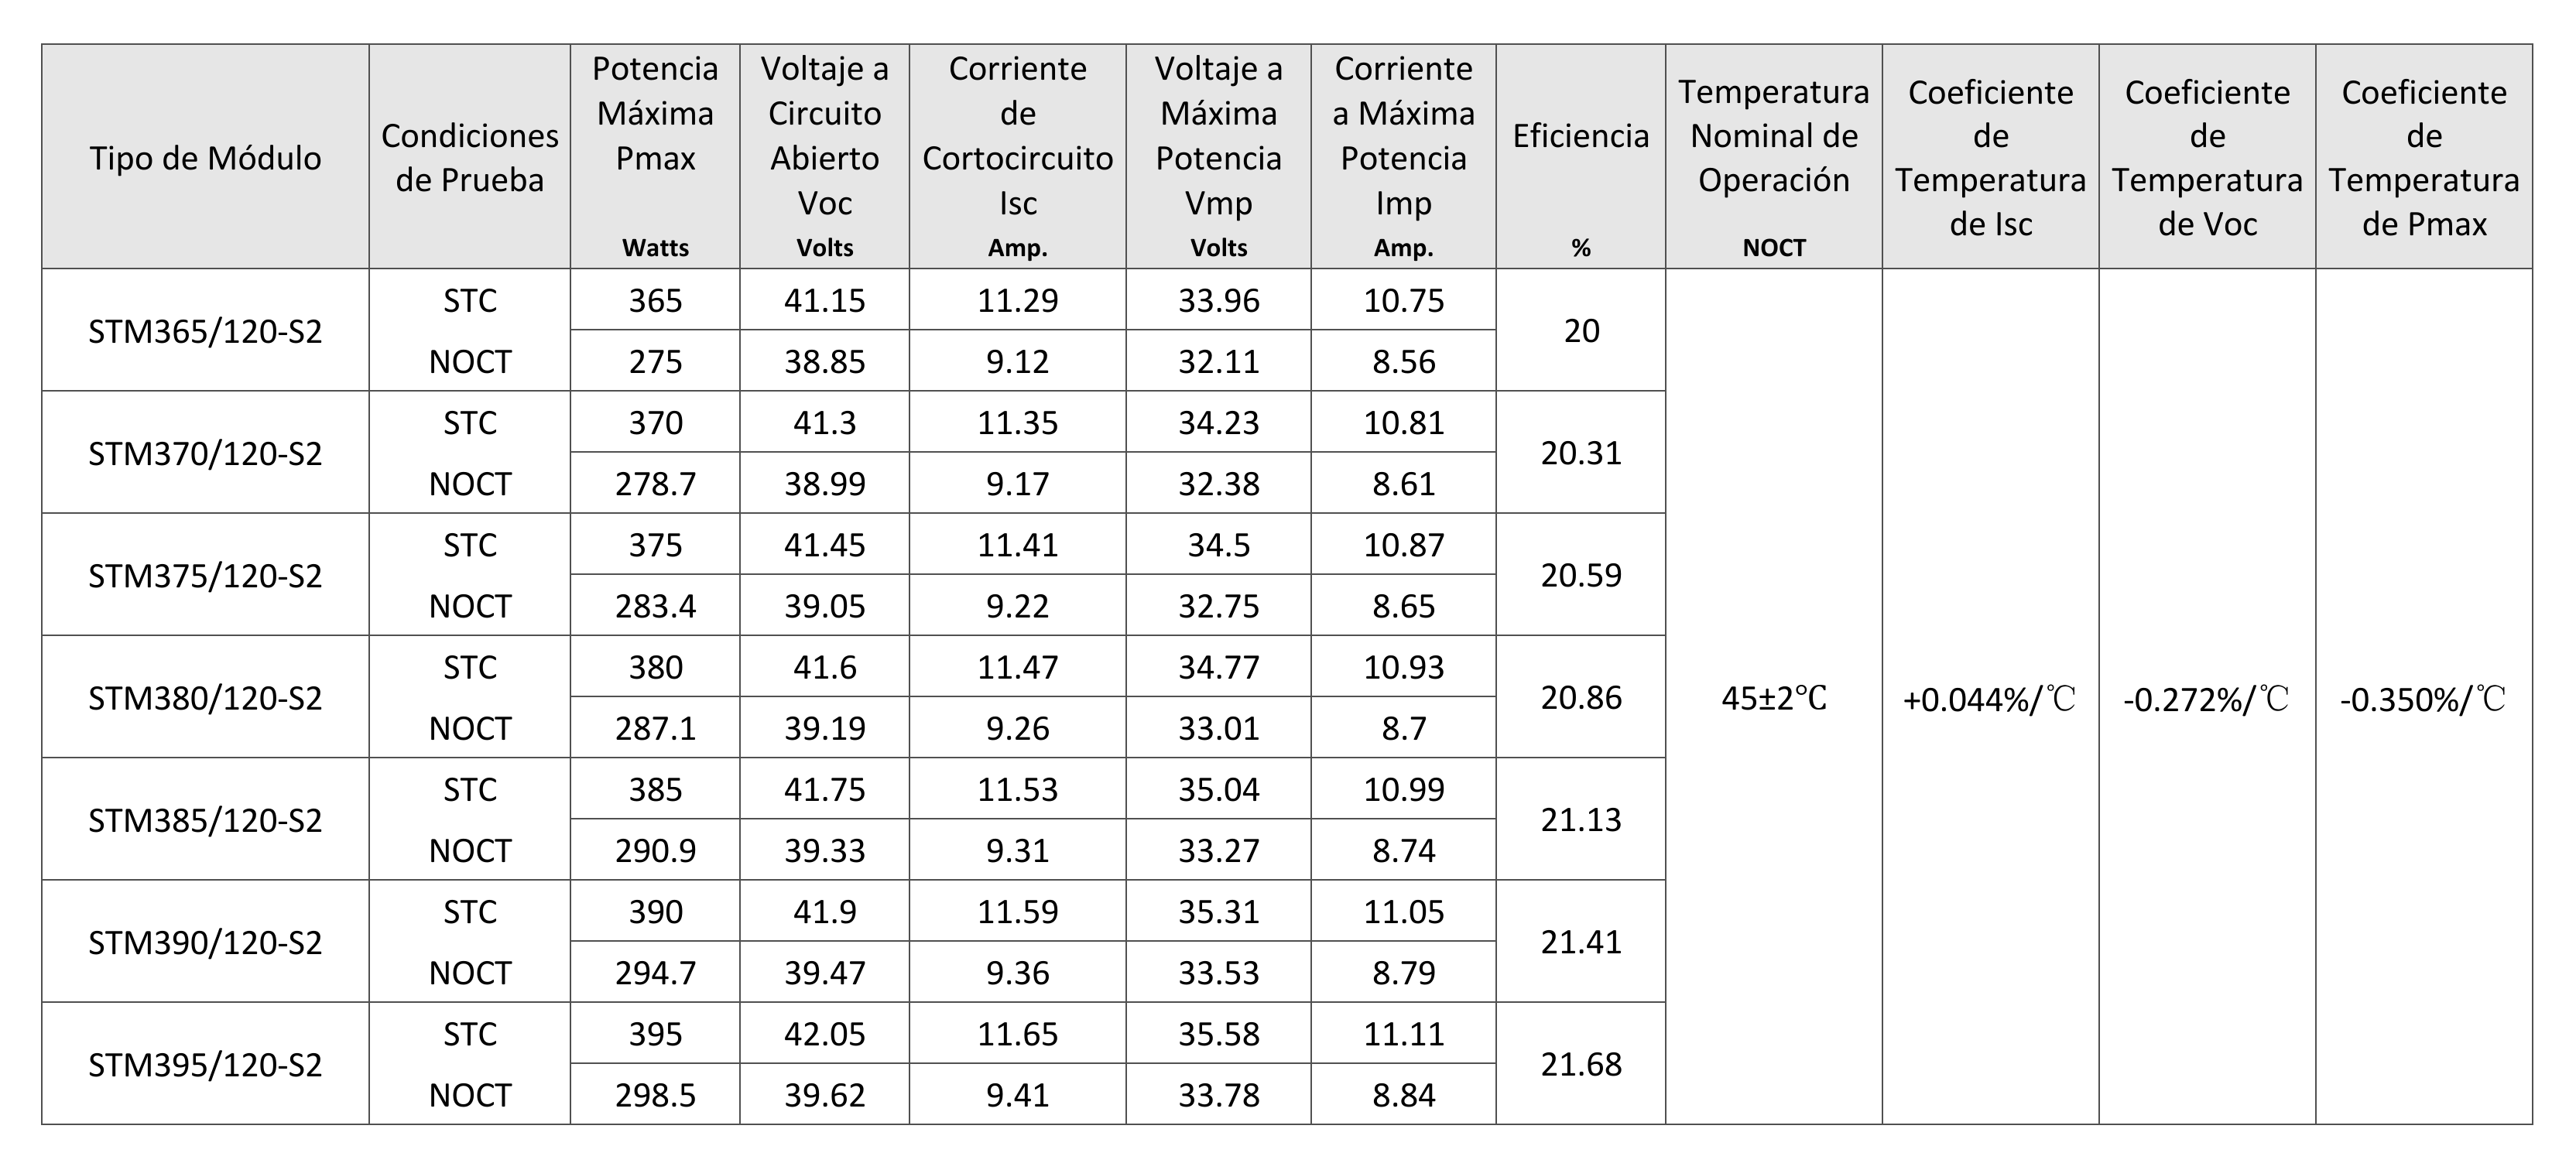 Tipo de Módulo
Condiciones
de Prueba
Potencia
Máxima
Pmax
Watts
Voltaje a
Circuito
Abierto
Voc
Volts
Corriente
de
Cortocircuito
Isc
Amp.
Voltaje a
Máxima
Potencia
Vmp
Volts
Corriente
a Máxima
Potencia
Imp
Amp.
Eficiencia
%
Temperatura
Nominal de
Operación
NOCT
Coeficiente
de
Temperatura
de Isc
Coeficiente
de
Temperatura
de Voc
Coeficiente
de
Temperatura
de Pmax
STM365/120-S2
STC 365 41.15 11.29 33.96 10.75
20
NOCT 275 38.85 9.12 32.11 8.56
STM370/120-S2
STC 370 41.3 11.35 34.23 10.81
20.31
NOCT 278.7 38.99 9.17 32.38 8.61
STM375/120-S2
STC 375 41.45 11.41 34.5 10.87
20.59
NOCT 283.4 39.05 9.22 32.75 8.65
STM380/120-S2
STC 380 41.6 11.47 34.77 10.93
20.86
NOCT 287.1 39.19 9.26 33.01 8.7
45±2℃ +0.044%/℃ -0.272%/℃ -0.350%/℃
STM385/120-S2
STC 385 41.75 11.53 35.04 10.99
21.13
NOCT 290.9 39.33 9.31 33.27 8.74
STM390/120-S2
STC 390 41.9 11.59 35.31 11.05
21.41
NOCT 294.7 39.47 9.36 33.53 8.79
STM395/120-S2
STC 395 42.05 11.65 35.58 11.11
21.68
NOCT 298.5 39.62 9.41 33.78 8.84